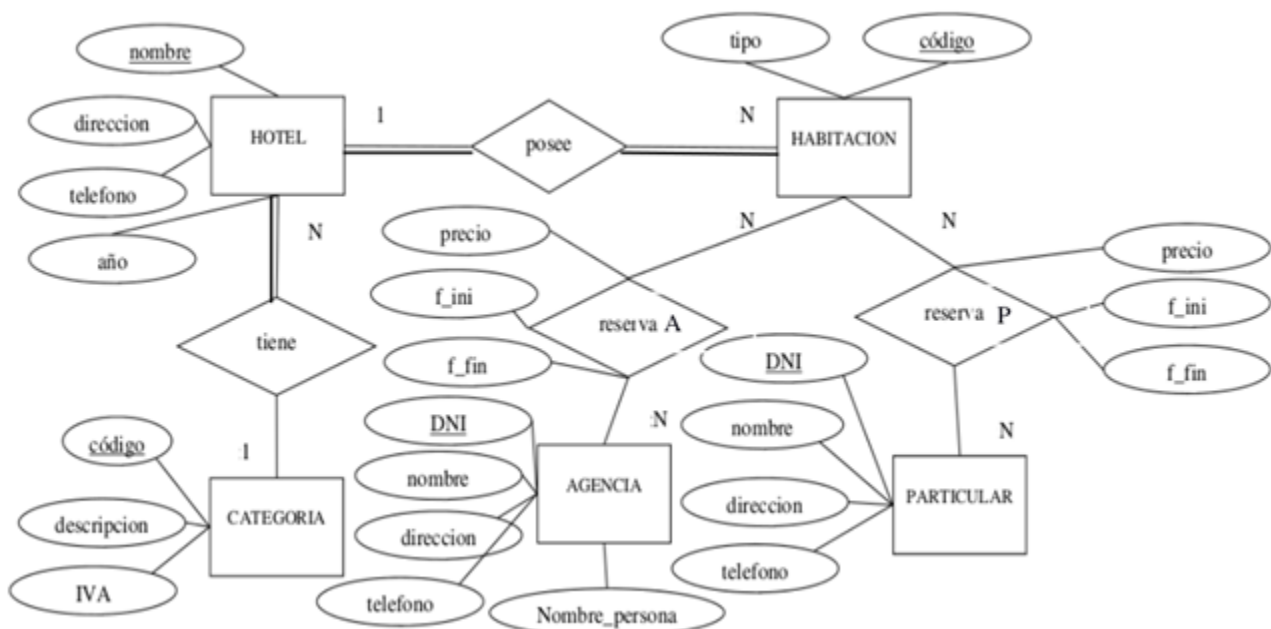 nombre
tipo
código
direccion
HOTEL
1
posee
N
HABITACION
telefono
año
N
precio
N
N
precio
f_ini
reserva A
reserva P
f_ini
tiene
f_fin
DNI
f_fin
código
1
DNI
N
nombre
N
nombre
AGENCIA
PARTICULAR
descripcion
CATEGORIA
direccion
direccion
IVA
telefono
Nombre_persona
telefono